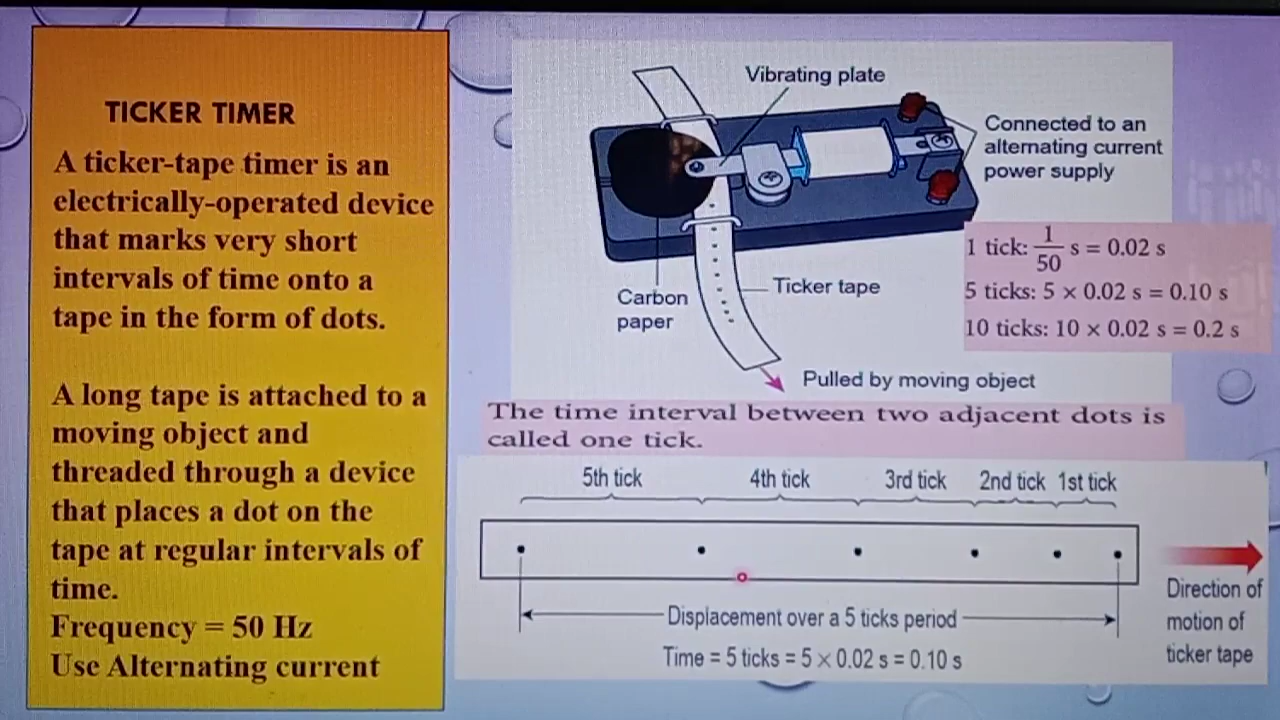 TICKER TIMER
A ticker-tape timer is an
electrically-operated device
that marks very short
intervals of time onto a
tape in the form of dots.
A long tape is attached to a
moving object and
threaded through a device
that places a dot on the
tape at regular intervals of
time.
Frequency = 50 Hz
Use Alternating current
Vibrating plate
Connected to an
alternating current
power supply
Carbon
paper
Ticker tape
Pulled by moving object
1 tick: 1/50 s = 0.02 s
5 ticks: 5 × 0.02 s = 0.10 s
10 ticks: 10 × 0.02 s = 0.2 s
The time interval between two adjacent dots is
called one tick.
5th tick 4th tick 3rd tick 2nd tick 1st tick
Displacement over a 5 ticks period
Time = 5 ticks = 5 × 0.02 s = 0.10 s
Direction of
motion of
ticker tape